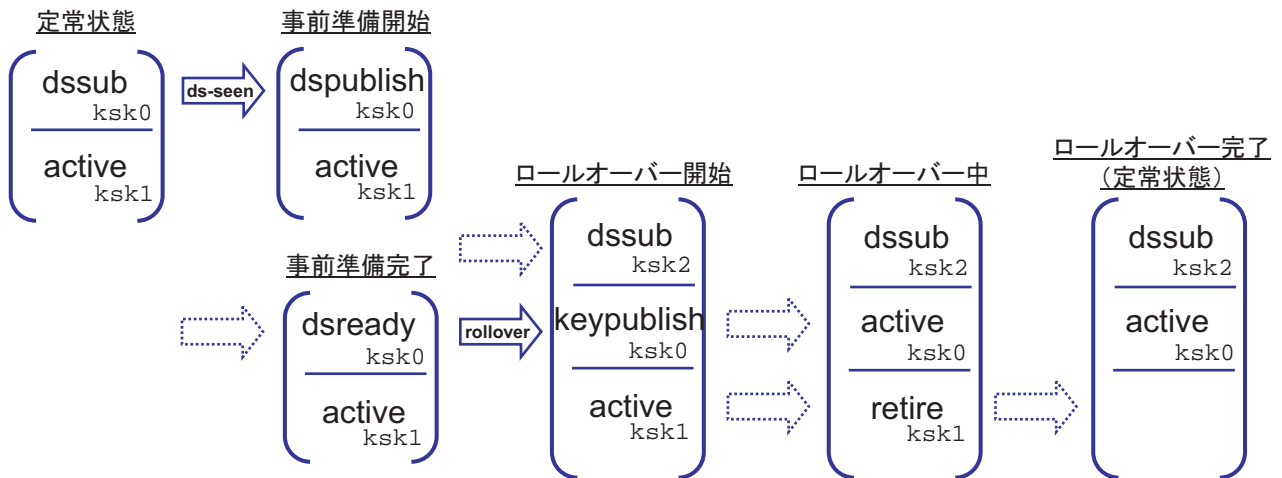 定常状態
dssub
ksk0
active
ksk1
ds-seen
事前準備開始
dspublish
ksk0
active
ksk1
事前準備完了
dsready
ksk0
active
ksk1
rollover
ロールオーバー開始
dssub
ksk2
keypublish
ksk0
active
ksk1
ロールオーバー中
dssub
ksk2
active
ksk0
retire
ksk1
ロールオーバー完了
（定常状態）
dssub
ksk2
active
ksk0